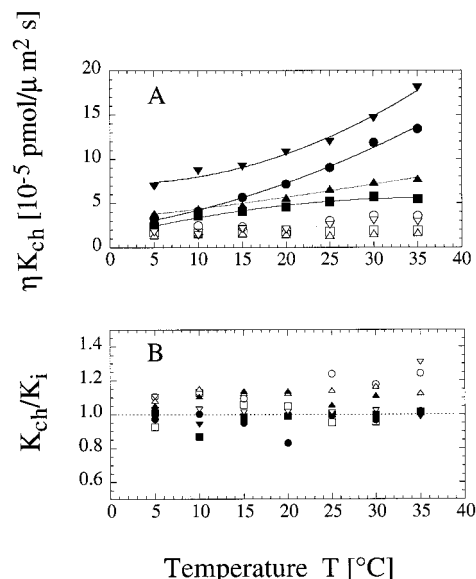 A
ηK_ch [10^-5 pmol/μ m² s]
20
15
10
5
0
0 5 10 15 20 25 30 35 40
B
K_ch/K_i
1.4
1.2
1.0
0.8
0.6
0 5 10 15 20 25 30 35 40
Temperature T [°C]